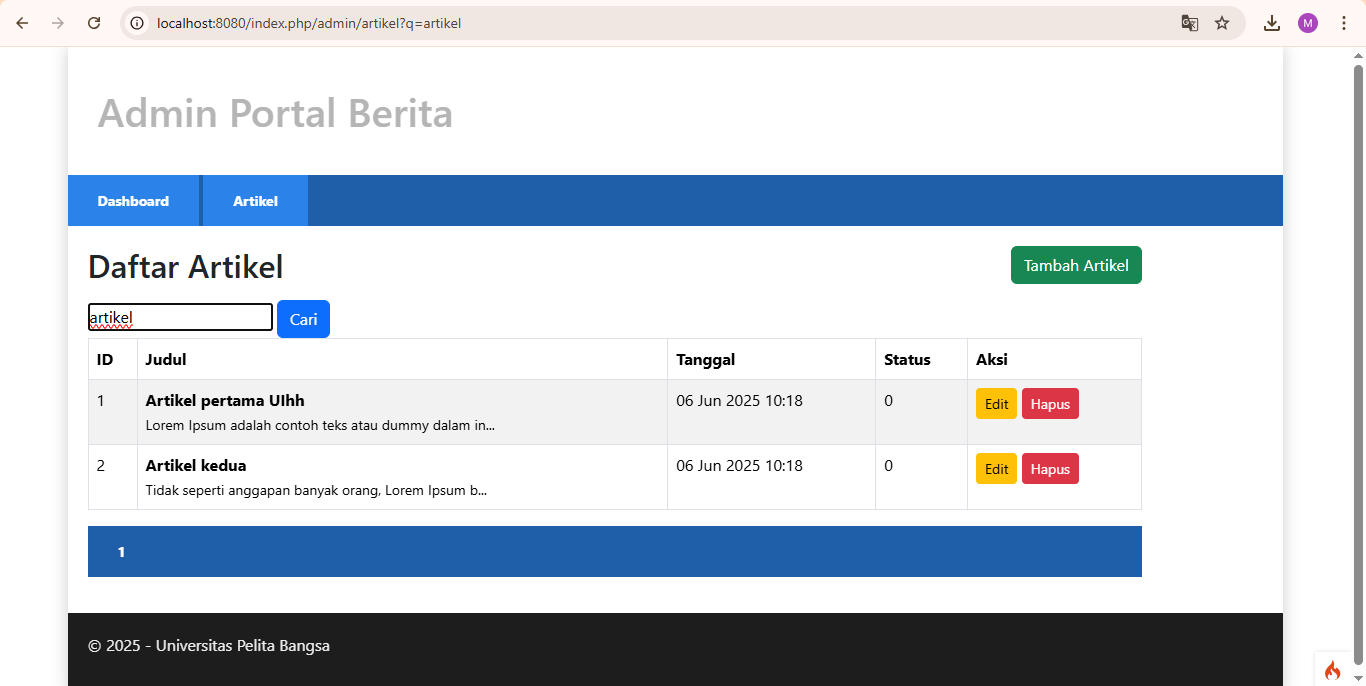 localhost:8080/index.php/admin/artikel?q=artikel
M
Admin Portal Berita
Dashboard Artikel
Daftar Artikel Tambah Artikel
artikel Cari
ID Judul Tanggal Status Aksi
1 Artikel pertama UIhh 06 Jun 2025 10:18 0 Edit Hapus
Lorem Ipsum adalah contoh teks atau dummy dalam in...
2 Artikel kedua 06 Jun 2025 10:18 0 Edit Hapus
Tidak seperti anggapan banyak orang, Lorem Ipsum b...
1
© 2025 - Universitas Pelita Bangsa